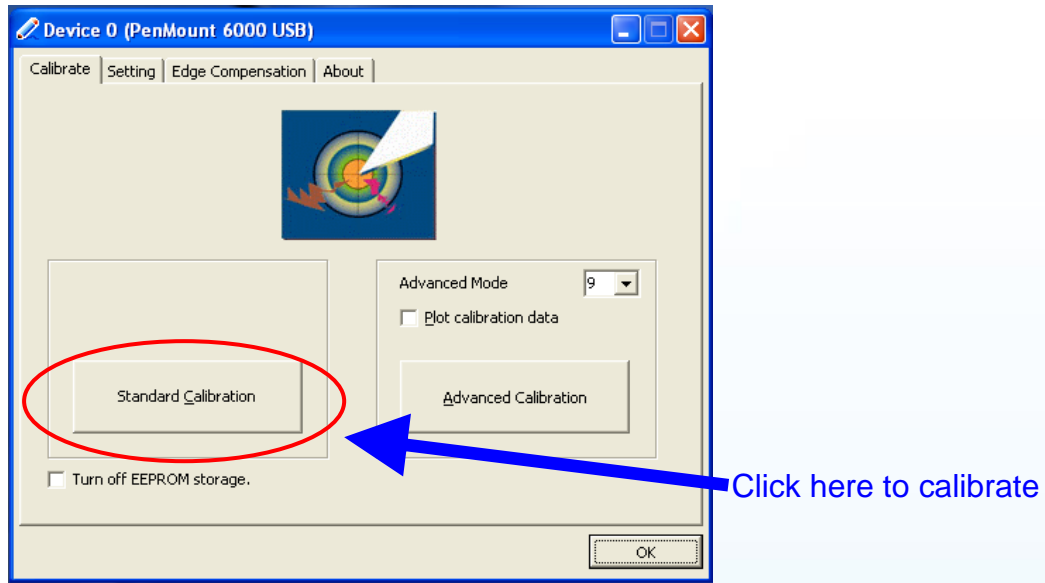 Device 0 (PenMount 6000 USB)
Calibrate Setting Edge Compensation About
Advanced Mode 9
Plot calibration data
Standard Calibration
Advanced Calibration
Turn off EEPROM storage.
Click here to calibrate
OK